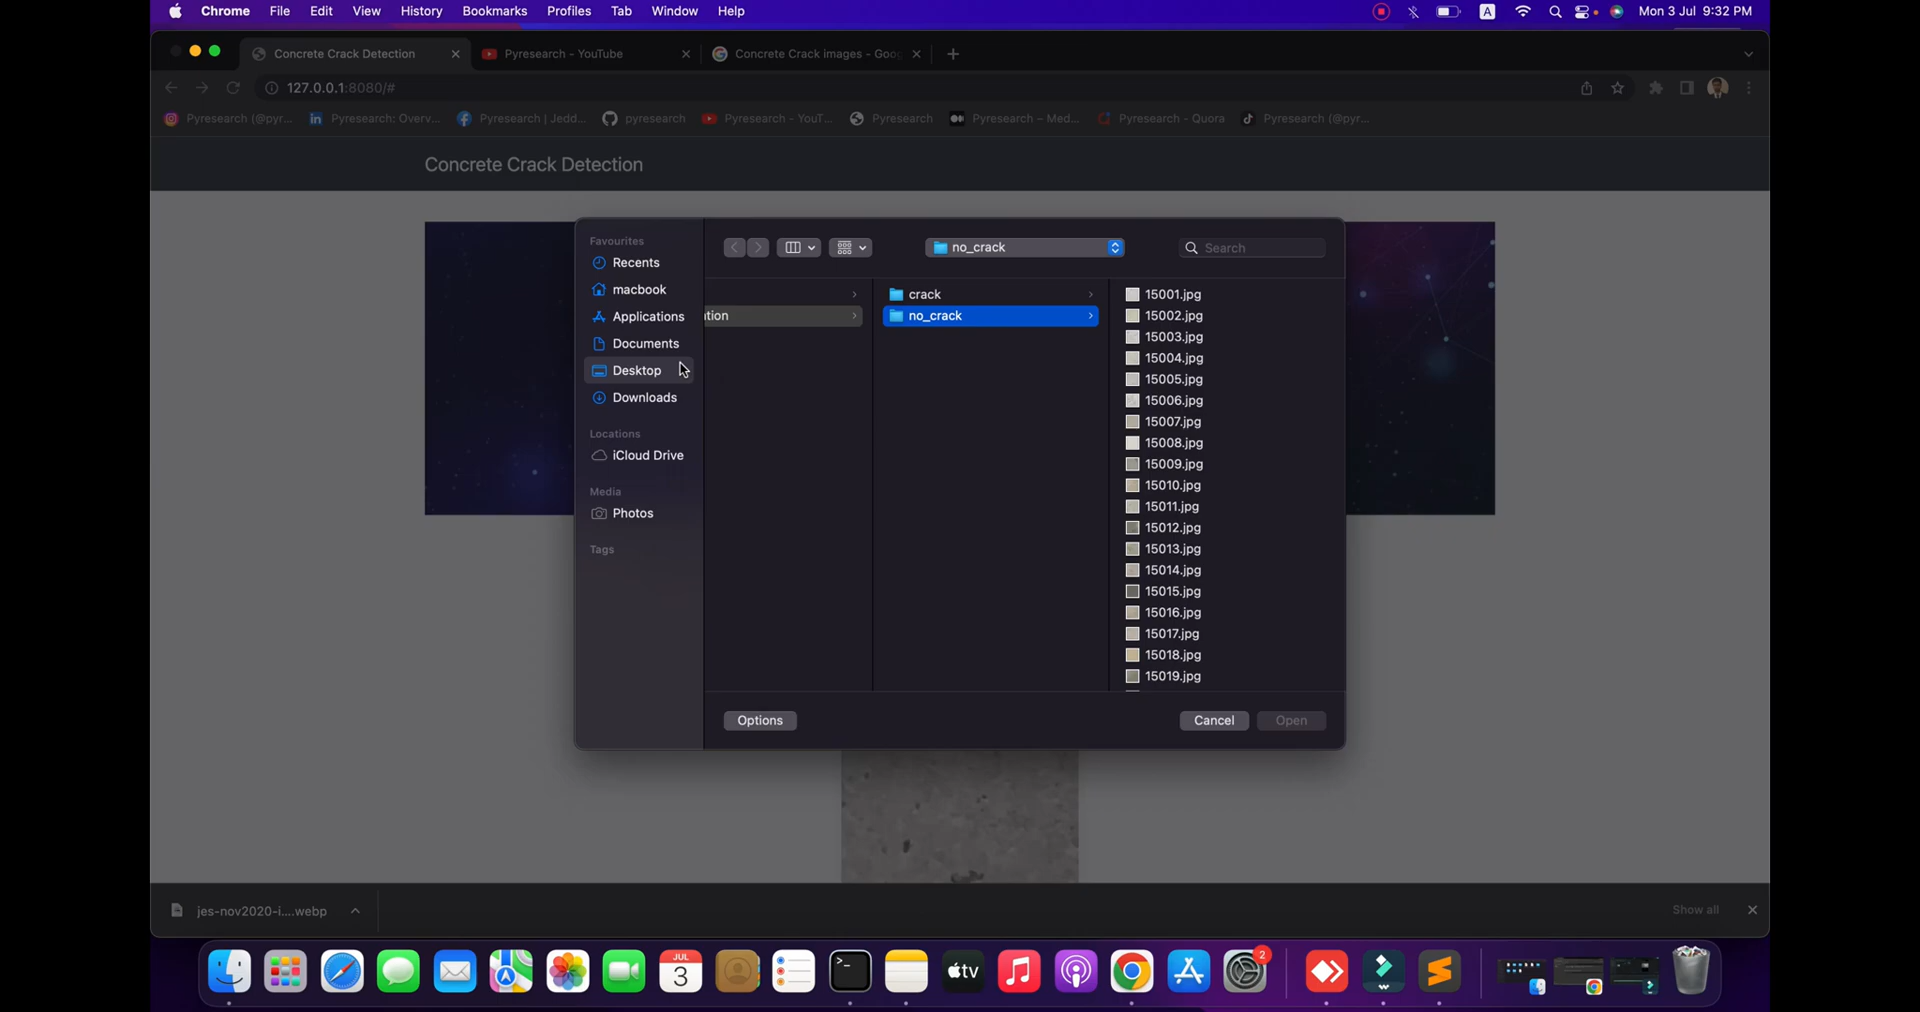 Chrome File Edit View History Bookmarks Profiles Tab Window Help A Mon 3 Jul 9:32 PM
Concrete Crack Detection Pyresearch - YouTube Concrete Crack images - Goog
127.0.0.1:8080/#
Pyresearch (@pyr... Pyresearch: Overv... Pyresearch | Jedd... pyresearch Pyresearch - YouT... Pyresearch Pyresearch – Med... Pyresearch - Quora Pyresearch (@pyr...
Concrete Crack Detection
Favourites
Recents
macbook
Applications
Documents
Desktop
Downloads
Locations
iCloud Drive
Media
Photos
Tags
no_crack
Search
tion
crack
no_crack
15001.jpg
15002.jpg
15003.jpg
15004.jpg
15005.jpg
15006.jpg
15007.jpg
15008.jpg
15009.jpg
15010.jpg
15011.jpg
15012.jpg
15013.jpg
15014.jpg
15015.jpg
15016.jpg
15017.jpg
15018.jpg
15019.jpg
Options Cancel Open
jes-nov2020-i....webp Show all
JUL
3
tv
2